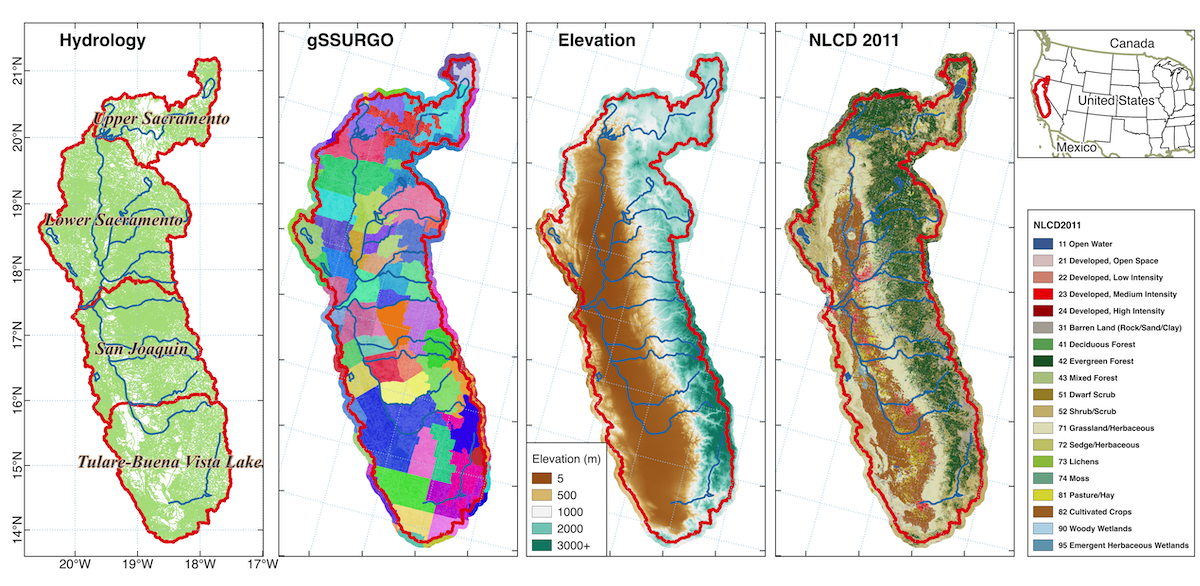 Hydrology
gSSURGO
Elevation
NLCD 2011
21°N
20°N
19°N
18°N
17°N
16°N
15°N
14°N
20°W
19°W
18°W
17°W
Upper Sacramento
Lower Sacramento
San Joaquin
Tulare-Buena Vista Lake
Elevation (m)
5
500
1000
2000
3000+
Canada
United States
Mexico
NLCD2011
11 Open Water
21 Developed, Open Space
22 Developed, Low Intensity
23 Developed, Medium Intensity
24 Developed, High Intensity
31 Barren Land (Rock/Sand/Clay)
41 Deciduous Forest
42 Evergreen Forest
43 Mixed Forest
51 Dwarf Scrub
52 Shrub/Scrub
71 Grassland/Herbaceous
72 Sedge/Herbaceous
73 Lichens
74 Moss
81 Pasture/Hay
82 Cultivated Crops
90 Woody Wetlands
95 Emergent Herbaceous Wetlands